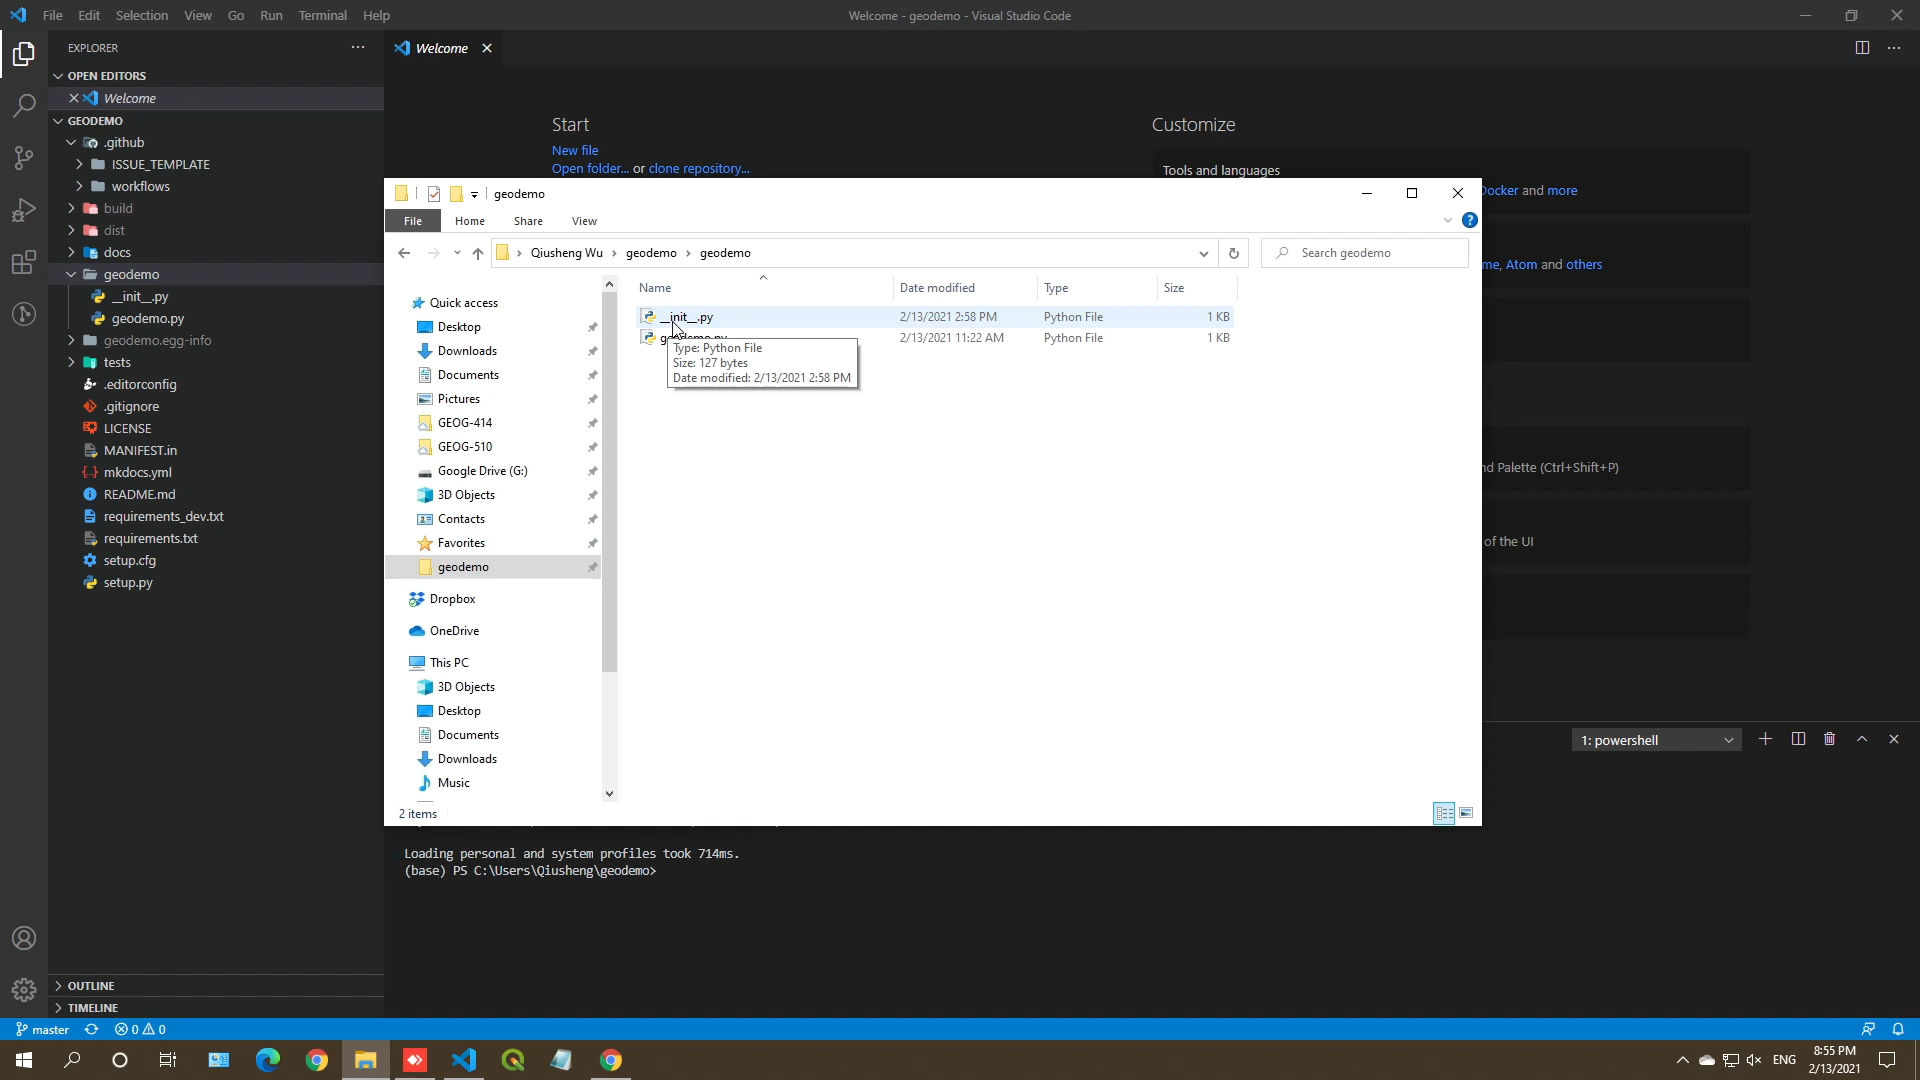 File Edit Selection View Go Run Terminal Help
Welcome - geodemo - Visual Studio Code
EXPLORER
OPEN EDITORS
Welcome
GEODEMO
.github
ISSUE_TEMPLATE
workflows
build
dist
docs
geodemo
__init__.py
geodemo.py
geodemo.egg-info
tests
.editorconfig
.gitignore
LICENSE
MANIFEST.in
mkdocs.yml
README.md
requirements_dev.txt
requirements.txt
setup.cfg
setup.py
OUTLINE
TIMELINE
Welcome
Start
New file
Open folder... or clone repository...
Customize
Tools and languages
Docker and more
Atom and others
Palette (Ctrl+Shift+P)
of the UI
geodemo
File Home Share View
Qiusheng Wu geodemo geodemo
Search geodemo
Quick access
Desktop
Downloads
Documents
Pictures
GEOG-414
GEOG-510
Google Drive (G:)
3D Objects
Contacts
Favorites
geodemo
Dropbox
OneDrive
This PC
3D Objects
Desktop
Documents
Downloads
Music
Name Date modified Type Size
__init__.py 2/13/2021 2:58 PM Python File 1 KB
2/13/2021 11:22 AM Python File 1 KB
Type: Python File
Size: 127 bytes
Date modified: 2/13/2021 2:58 PM
2 items
1: powershell
Loading personal and system profiles took 714ms.
(base) PS C:\Users\Qiusheng\geodemo>
master 0 0
ENG
8:55 PM
2/13/2021